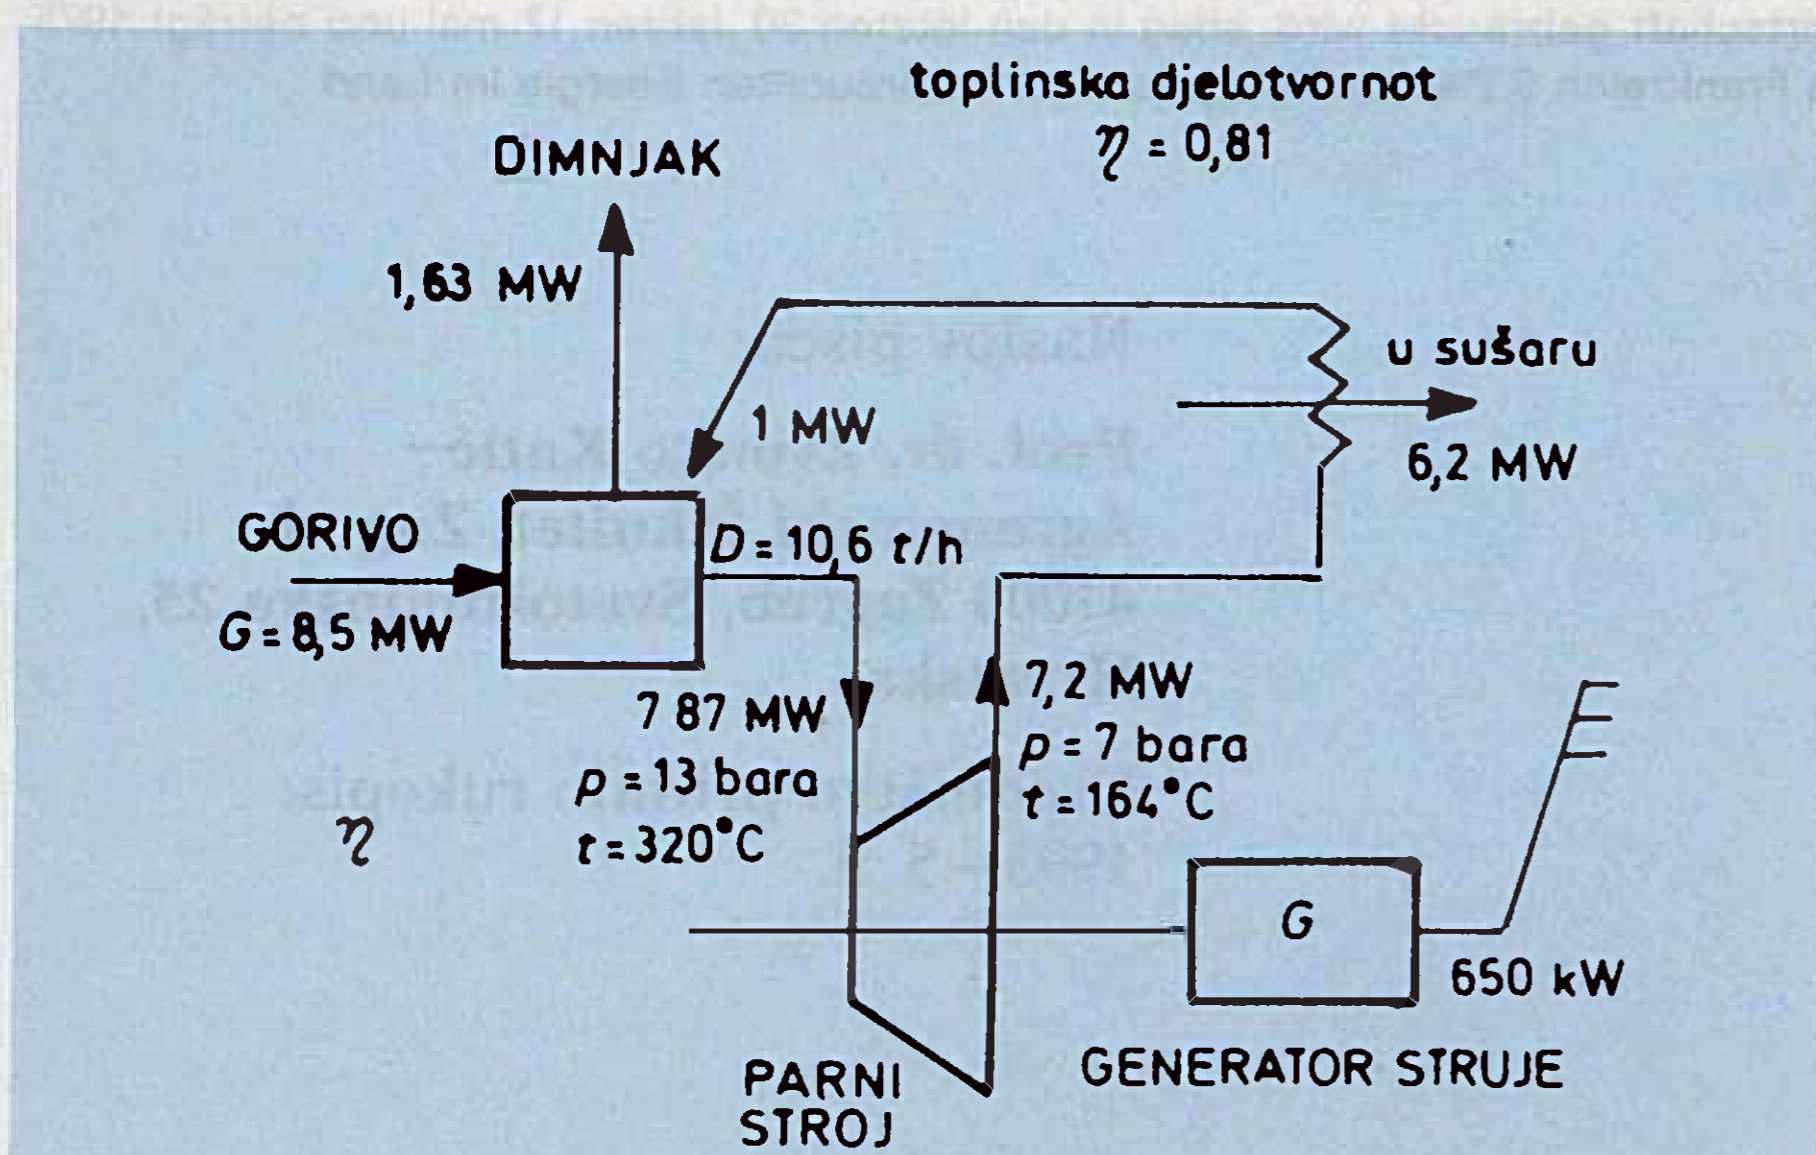 toplinska djelotvornot
η = 0,81
DIMNJAK
1,63 MW
u sušaru
1 MW
6,2 MW
GORIVO
D = 10,6 t/h
G = 8,5 MW
7 87 MW
p = 13 bara
t = 320°C
7,2 MW
p = 7 bara
t = 164°C
η
G
650 kW
PARNI
STROJ
GENERATOR STRUJE